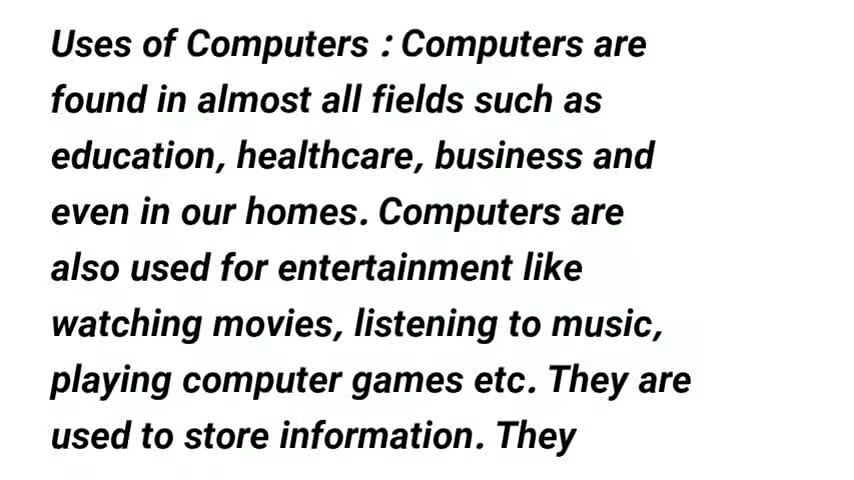 Uses of Computers : Computers are
found in almost all fields such as
education, healthcare, business and
even in our homes. Computers are
also used for entertainment like
watching movies, listening to music,
playing computer games etc. They are
used to store information. They